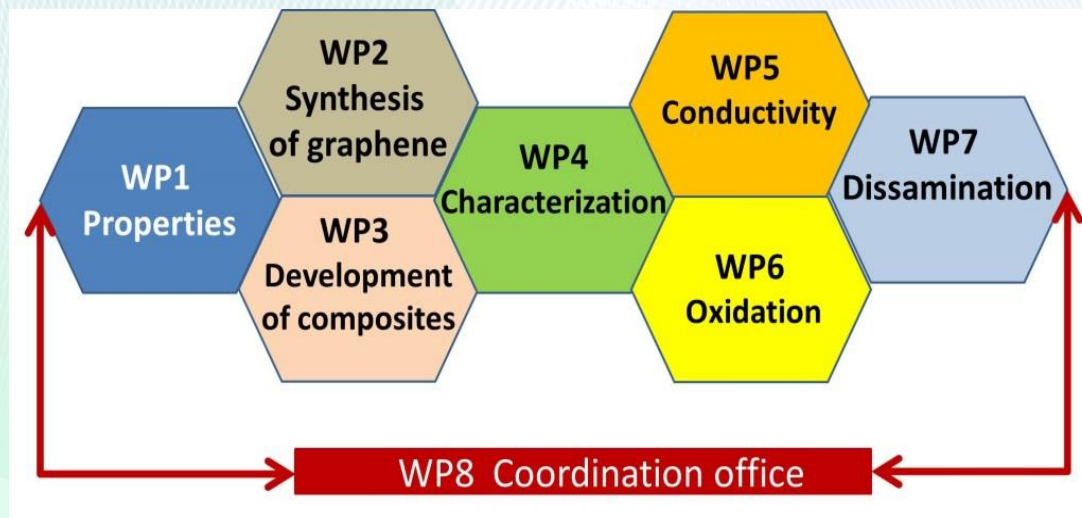 WP1
Properties
WP2
Synthesis
of graphene
WP3
Development
of composites
WP4
Characterization
WP5
Conductivity
WP6
Oxidation
WP7
Dissamination
WP8 Coordination office